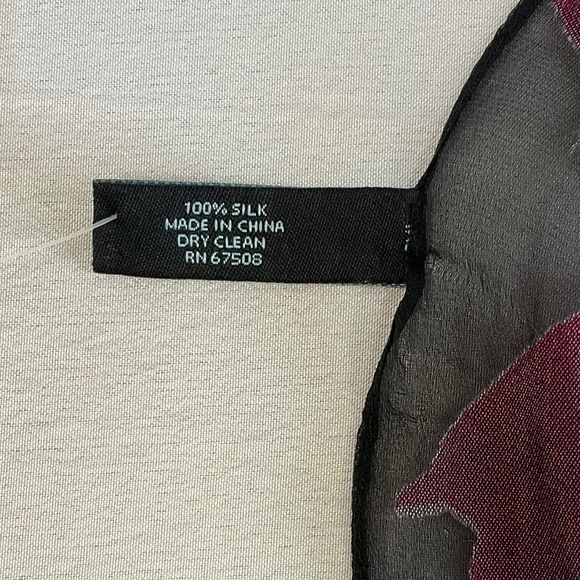 100% SILK
MADE IN CHINA
DRY CLEAN
RN 67508